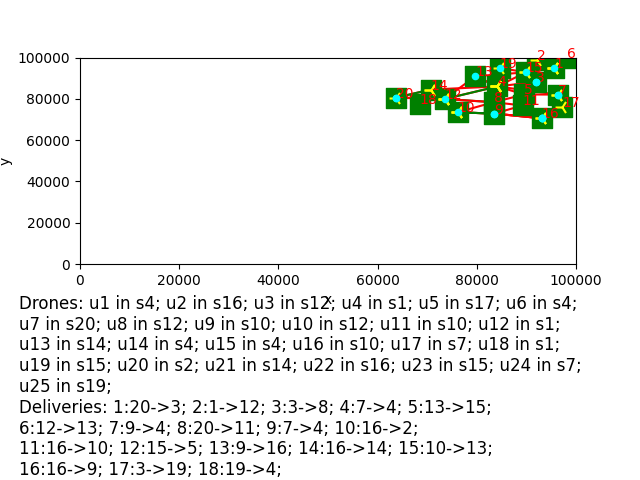 100000
80000
60000
40000
20000
0
y
0 20000 40000 60000 80000 100000
x
Drones: u1 in s4; u2 in s16; u3 in s12; u4 in s1; u5 in s17; u6 in s4;
u7 in s20; u8 in s12; u9 in s10; u10 in s12; u11 in s10; u12 in s1;
u13 in s14; u14 in s4; u15 in s4; u16 in s10; u17 in s7; u18 in s1;
u19 in s15; u20 in s2; u21 in s14; u22 in s16; u23 in s15; u24 in s7;
u25 in s19;
Deliveries: 1:20->3; 2:1->12; 3:3->8; 4:7->4; 5:13->15;
6:12->13; 7:9->4; 8:20->11; 9:7->4; 10:16->2;
11:16->10; 12:15->5; 13:9->16; 14:16->14; 15:10->13;
16:16->9; 17:3->19; 18:19->4;